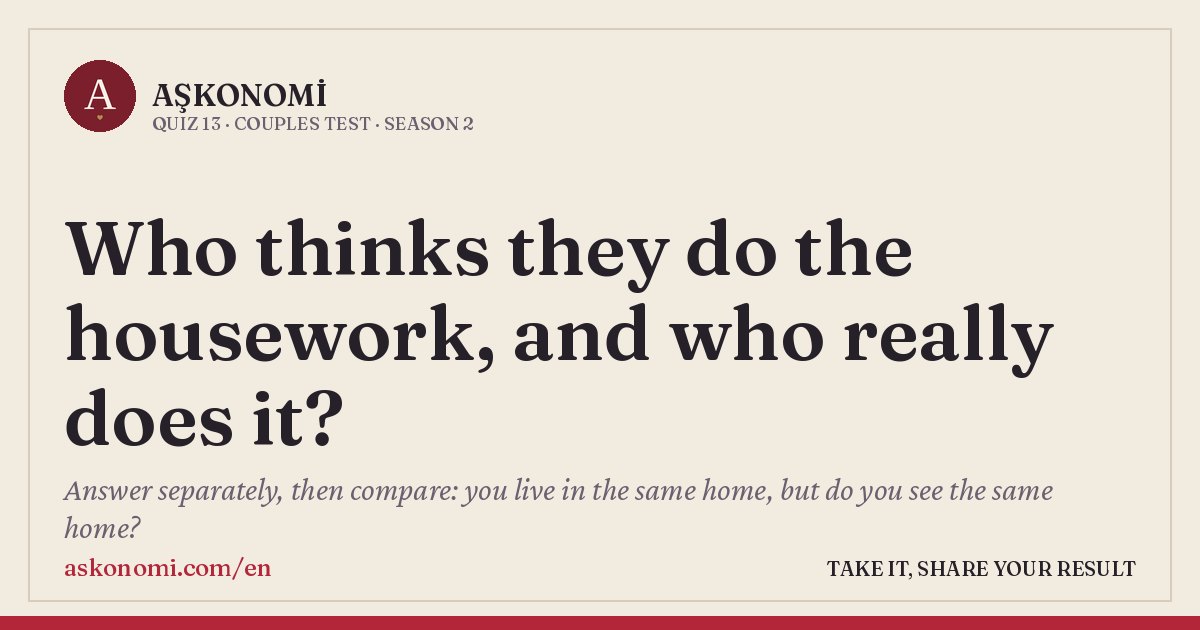 A
AŞKONOMİ
QUIZ 13 · COUPLES TEST · SEASON 2
Who thinks they do the
housework, and who really
does it?
Answer separately, then compare: you live in the same home, but do you see the same
home?
askonomi.com/en
TAKE IT, SHARE YOUR RESULT